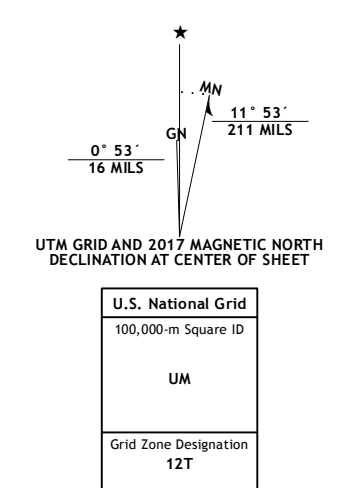 ★
MN
GN
11° 53´
211 MILS
0° 53´
16 MILS
UTM GRID AND 2017 MAGNETIC NORTH
DECLINATION AT CENTER OF SHEET
U.S. National Grid
100,000-m Square ID
UM
Grid Zone Designation
12T